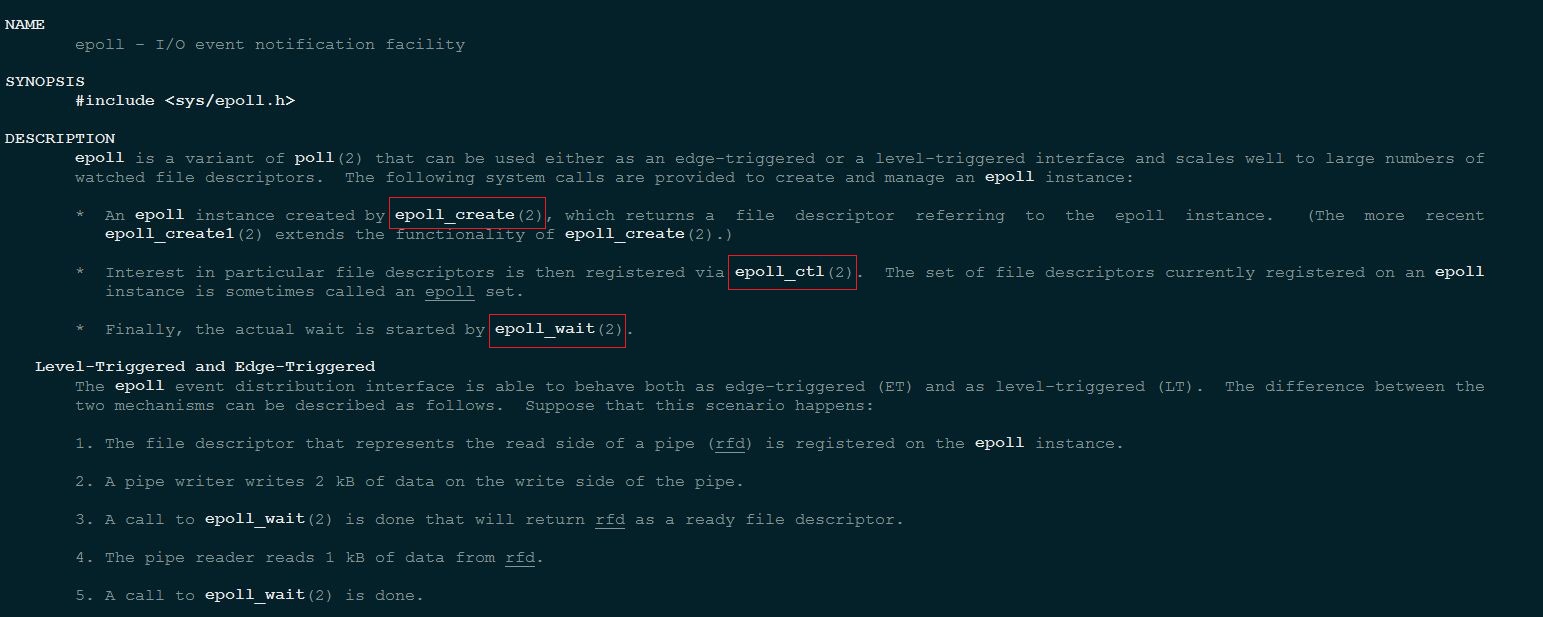 NAME
epoll - I/O event notification facility
SYNOPSIS
#include <sys/epoll.h>
DESCRIPTION
epoll is a variant of poll(2) that can be used either as an edge-triggered or a level-triggered interface and scales well to large numbers of
watched file descriptors. The following system calls are provided to create and manage an epoll instance:
* An epoll instance created by epoll_create(2), which returns a file descriptor referring to the epoll instance. (The more recent
epoll_create1(2) extends the functionality of epoll_create(2).)
* Interest in particular file descriptors is then registered via epoll_ctl(2). The set of file descriptors currently registered on an epoll
instance is sometimes called an epoll set.
* Finally, the actual wait is started by epoll_wait(2).
Level-Triggered and Edge-Triggered
The epoll event distribution interface is able to behave both as edge-triggered (ET) and as level-triggered (LT). The difference between the
two mechanisms can be described as follows. Suppose that this scenario happens:
1. The file descriptor that represents the read side of a pipe (rfd) is registered on the epoll instance.
2. A pipe writer writes 2 kB of data on the write side of the pipe.
3. A call to epoll_wait(2) is done that will return rfd as a ready file descriptor.
4. The pipe reader reads 1 kB of data from rfd.
5. A call to epoll_wait(2) is done.